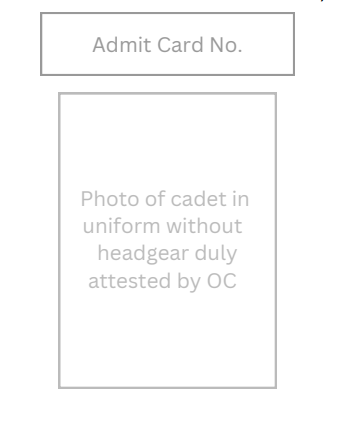 Admit Card No.
Photo of cadet in
uniform without
headgear duly
attested by OC